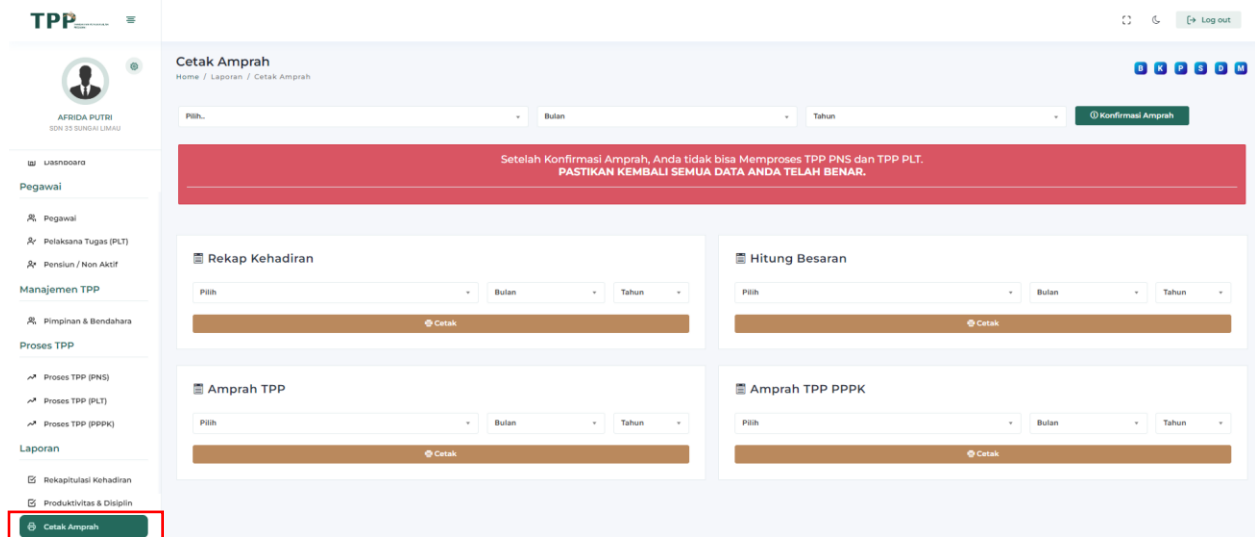 TPP
Log out
AFRIDA PUTRI
SDN 35 SUNGAI LIMAU
Dashboard
Pegawai
Pegawai
Pelaksana Tugas (PLT)
Pensiun / Non Aktif
Manajemen TPP
Pimpinan & Bendahara
Proses TPP
Proses TPP (PNS)
Proses TPP (PLT)
Proses TPP (PPPK)
Laporan
Rekapitulasi Kehadiran
Produktivitas & Disiplin
Cetak Amprah
Cetak Amprah
Home / Laporan / Cetak Amprah
B K P S D M
Pilih.. Bulan Tahun Konfirmasi Amprah
Setelah Konfirmasi Amprah, Anda tidak bisa Memproses TPP PNS dan TPP PLT.
PASTIKAN KEMBALI SEMUA DATA ANDA TELAH BENAR.
Rekap Kehadiran
Pilih Bulan Tahun
Cetak
Hitung Besaran
Pilih Bulan Tahun
Cetak
Amprah TPP
Pilih Bulan Tahun
Cetak
Amprah TPP PPPK
Pilih Bulan Tahun
Cetak